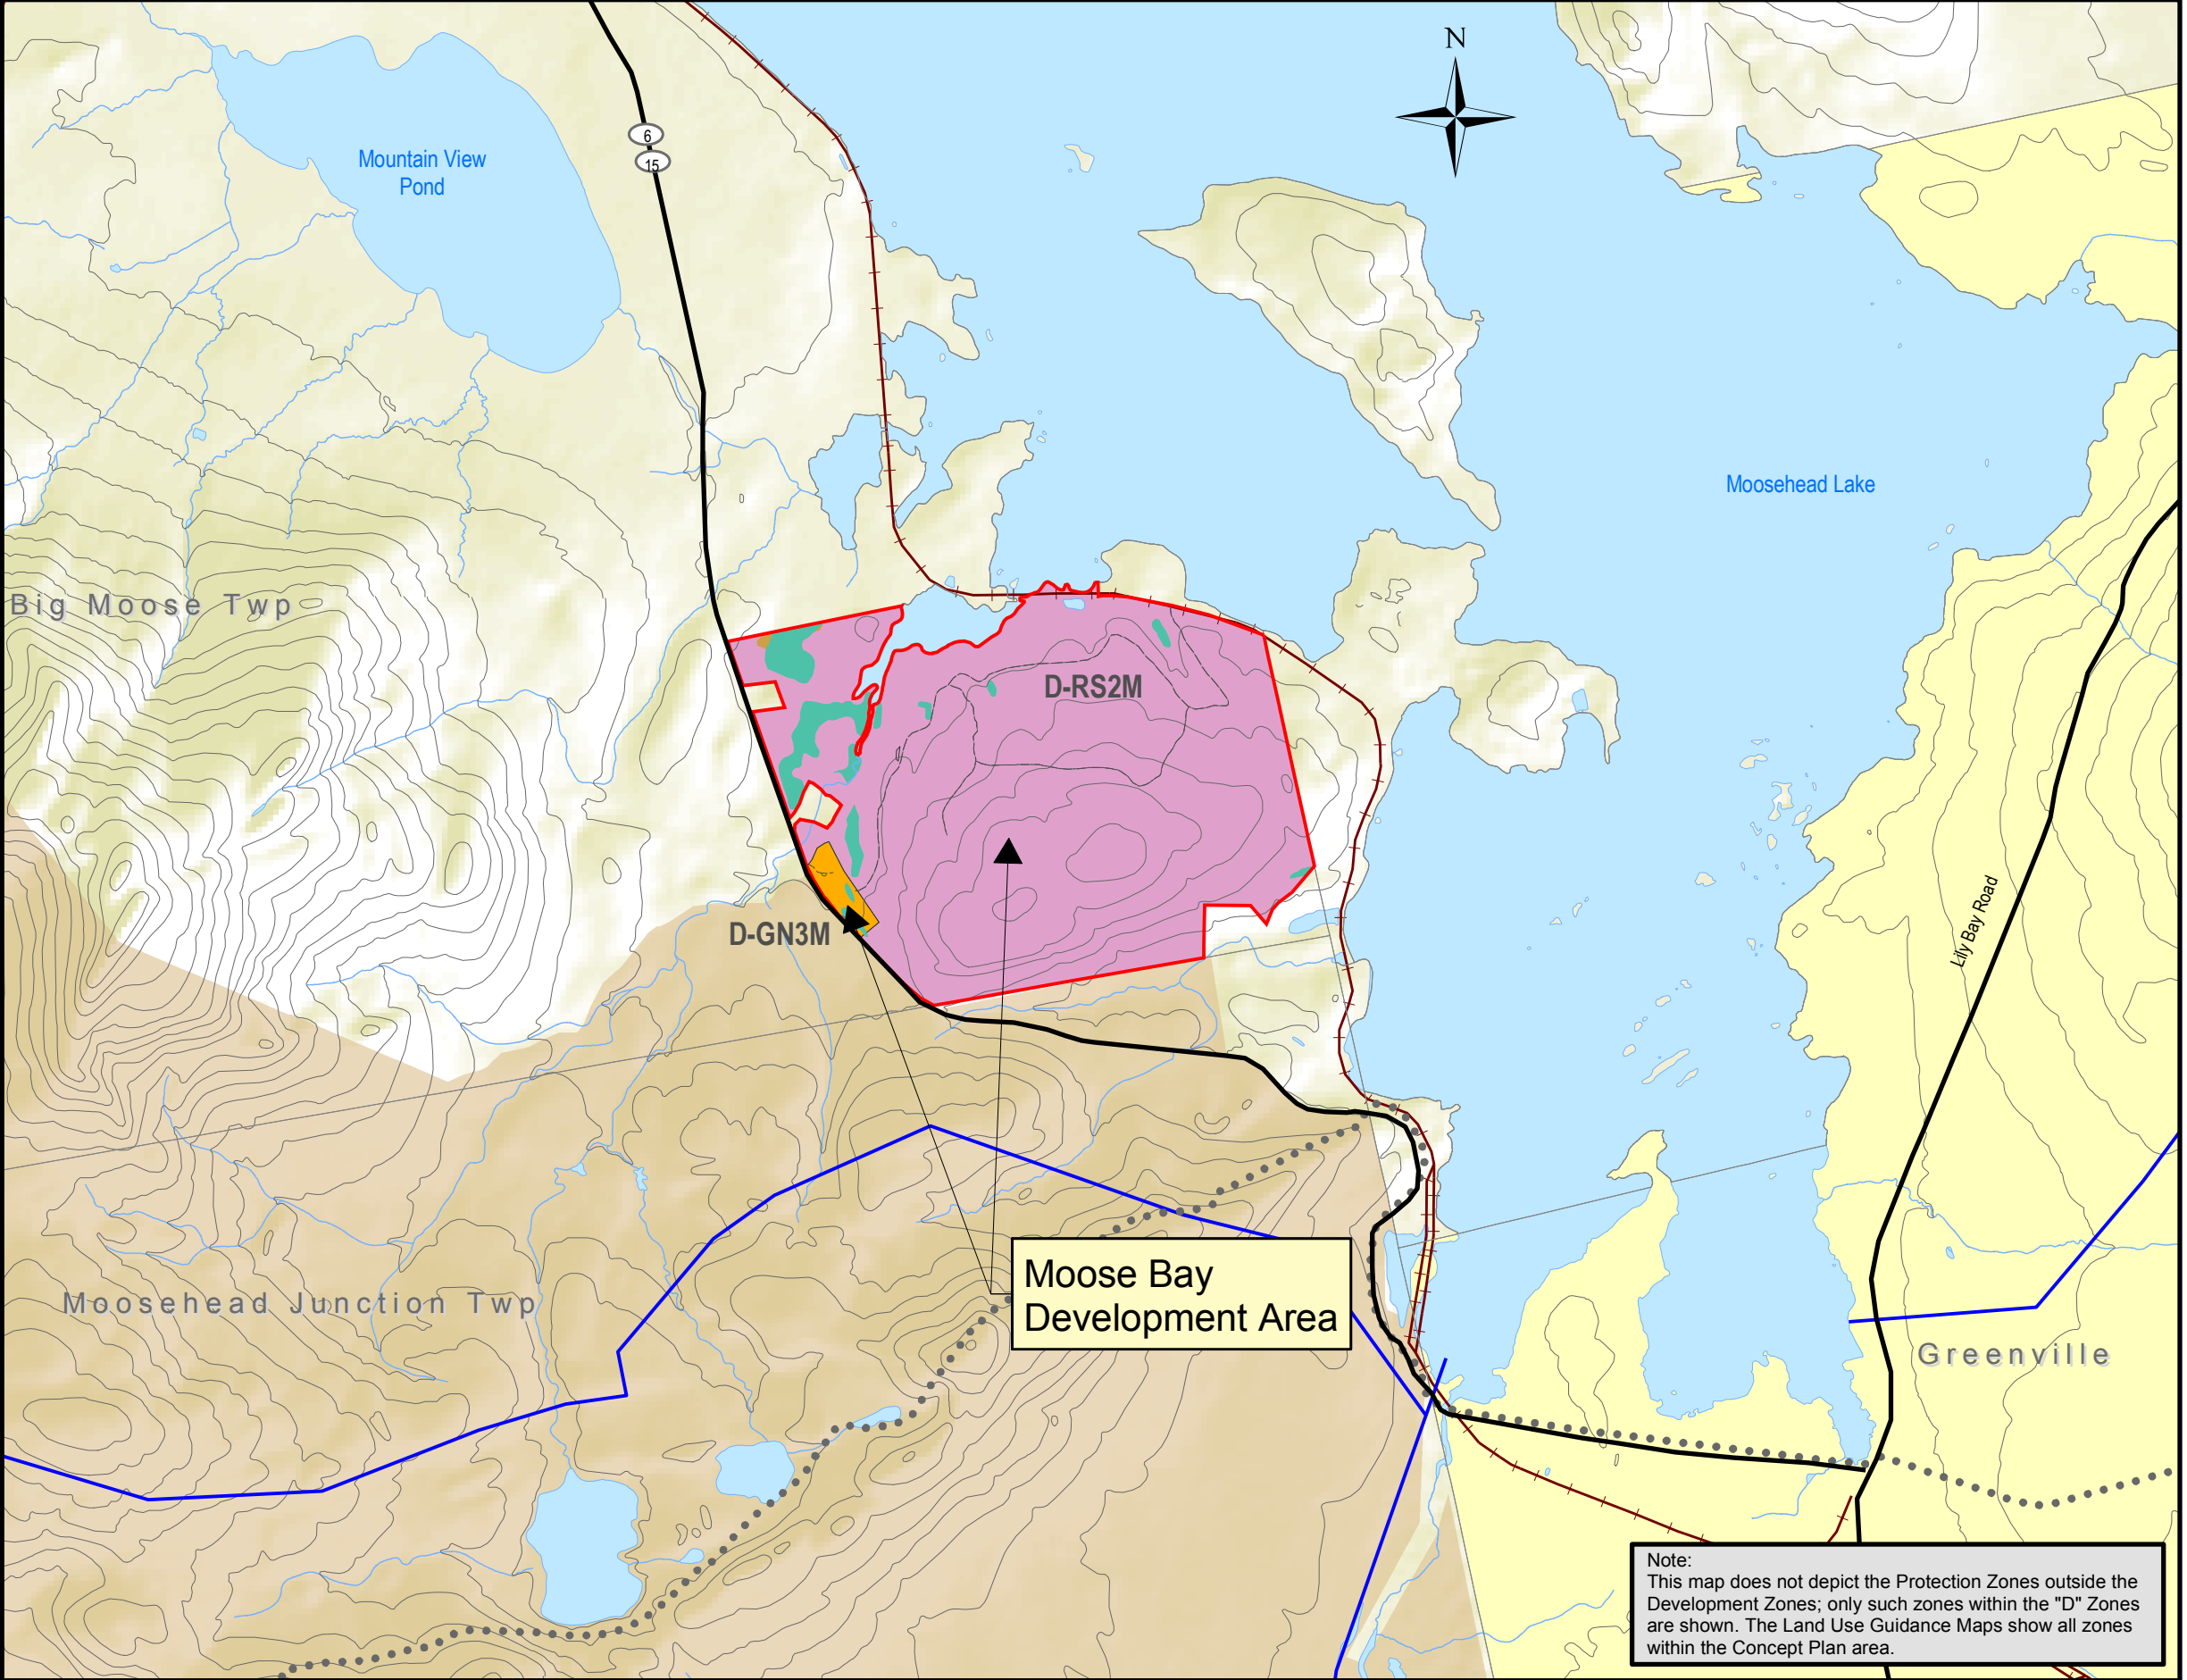 N
6
15
Mountain View
Pond
Moosehead Lake
Big Moose Twp
D-RS2M
Lily Bay Road
D-GN3M
Moose Bay
Development Area
Moosehead Junction Twp
Greenville
Note:
This map does not depict the Protection Zones outside the
Development Zones; only such zones within the "D" Zones
are shown. The Land Use Guidance Maps show all zones
within the Concept Plan area.